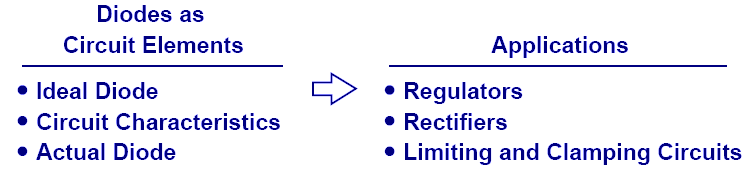 Diodes as
Circuit Elements
• Ideal Diode
• Circuit Characteristics
• Actual Diode
Applications
• Regulators
• Rectifiers
• Limiting and Clamping Circuits